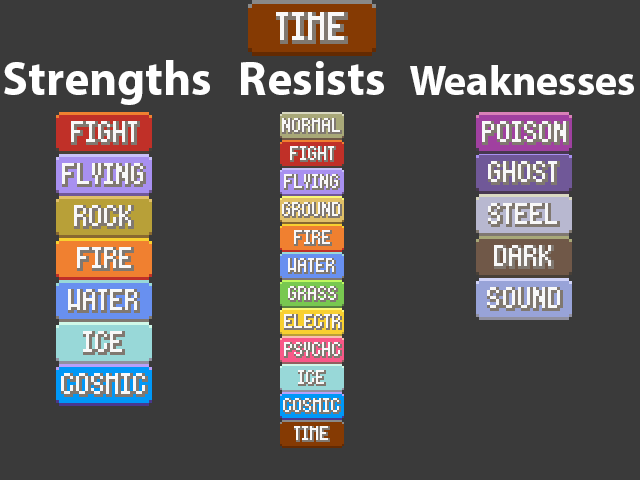 TIME
Strengths
FIGHT
FLYING
ROCK
FIRE
WATER
ICE
COSMIC
Resists
NORMAL
FIGHT
FLYING
GROUND
FIRE
WATER
GRASS
ELECTR
PSYCHC
ICE
COSMIC
TIME
Weaknesses
POISON
GHOST
STEEL
DARK
SOUND